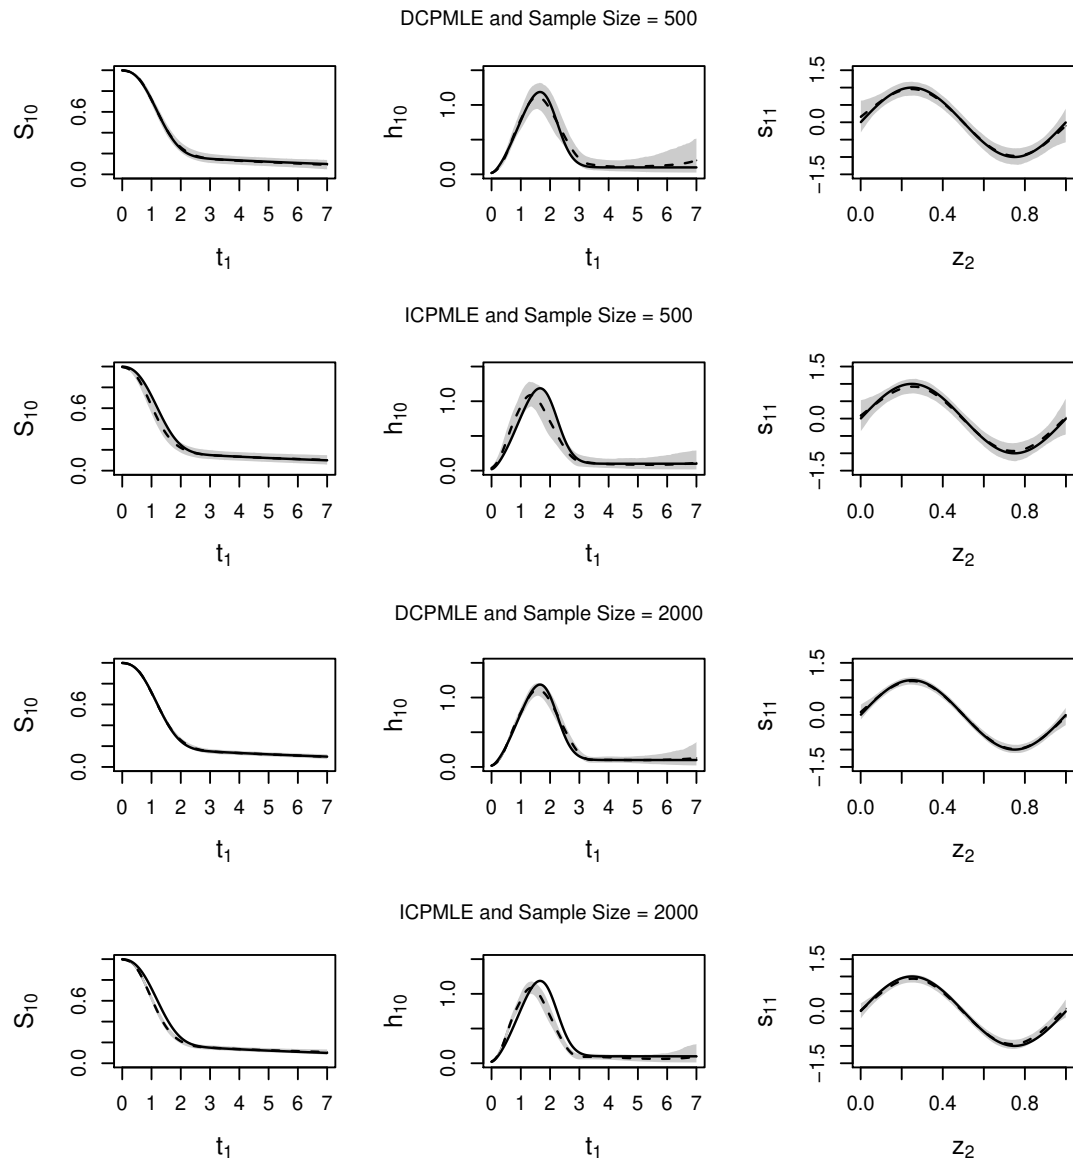 DCPMLE and Sample Size = 500
S10
0.0 0.6
0 1 2 3 4 5 6 7
t1
h10
0.0 1.0
0 1 2 3 4 5 6 7
t1
s11
−1.5 0.0 1.5
0.0 0.4 0.8
z2
ICPMLE and Sample Size = 500
S10
0.0 0.6
0 1 2 3 4 5 6 7
t1
h10
0.0 1.0
0 1 2 3 4 5 6 7
t1
s11
−1.5 0.0 1.5
0.0 0.4 0.8
z2
DCPMLE and Sample Size = 2000
S10
0.0 0.6
0 1 2 3 4 5 6 7
t1
h10
0.0 1.0
0 1 2 3 4 5 6 7
t1
s11
−1.5 0.0 1.5
0.0 0.4 0.8
z2
ICPMLE and Sample Size = 2000
S10
0.0 0.6
0 1 2 3 4 5 6 7
t1
h10
0.0 1.0
0 1 2 3 4 5 6 7
t1
s11
−1.5 0.0 1.5
0.0 0.4 0.8
z2